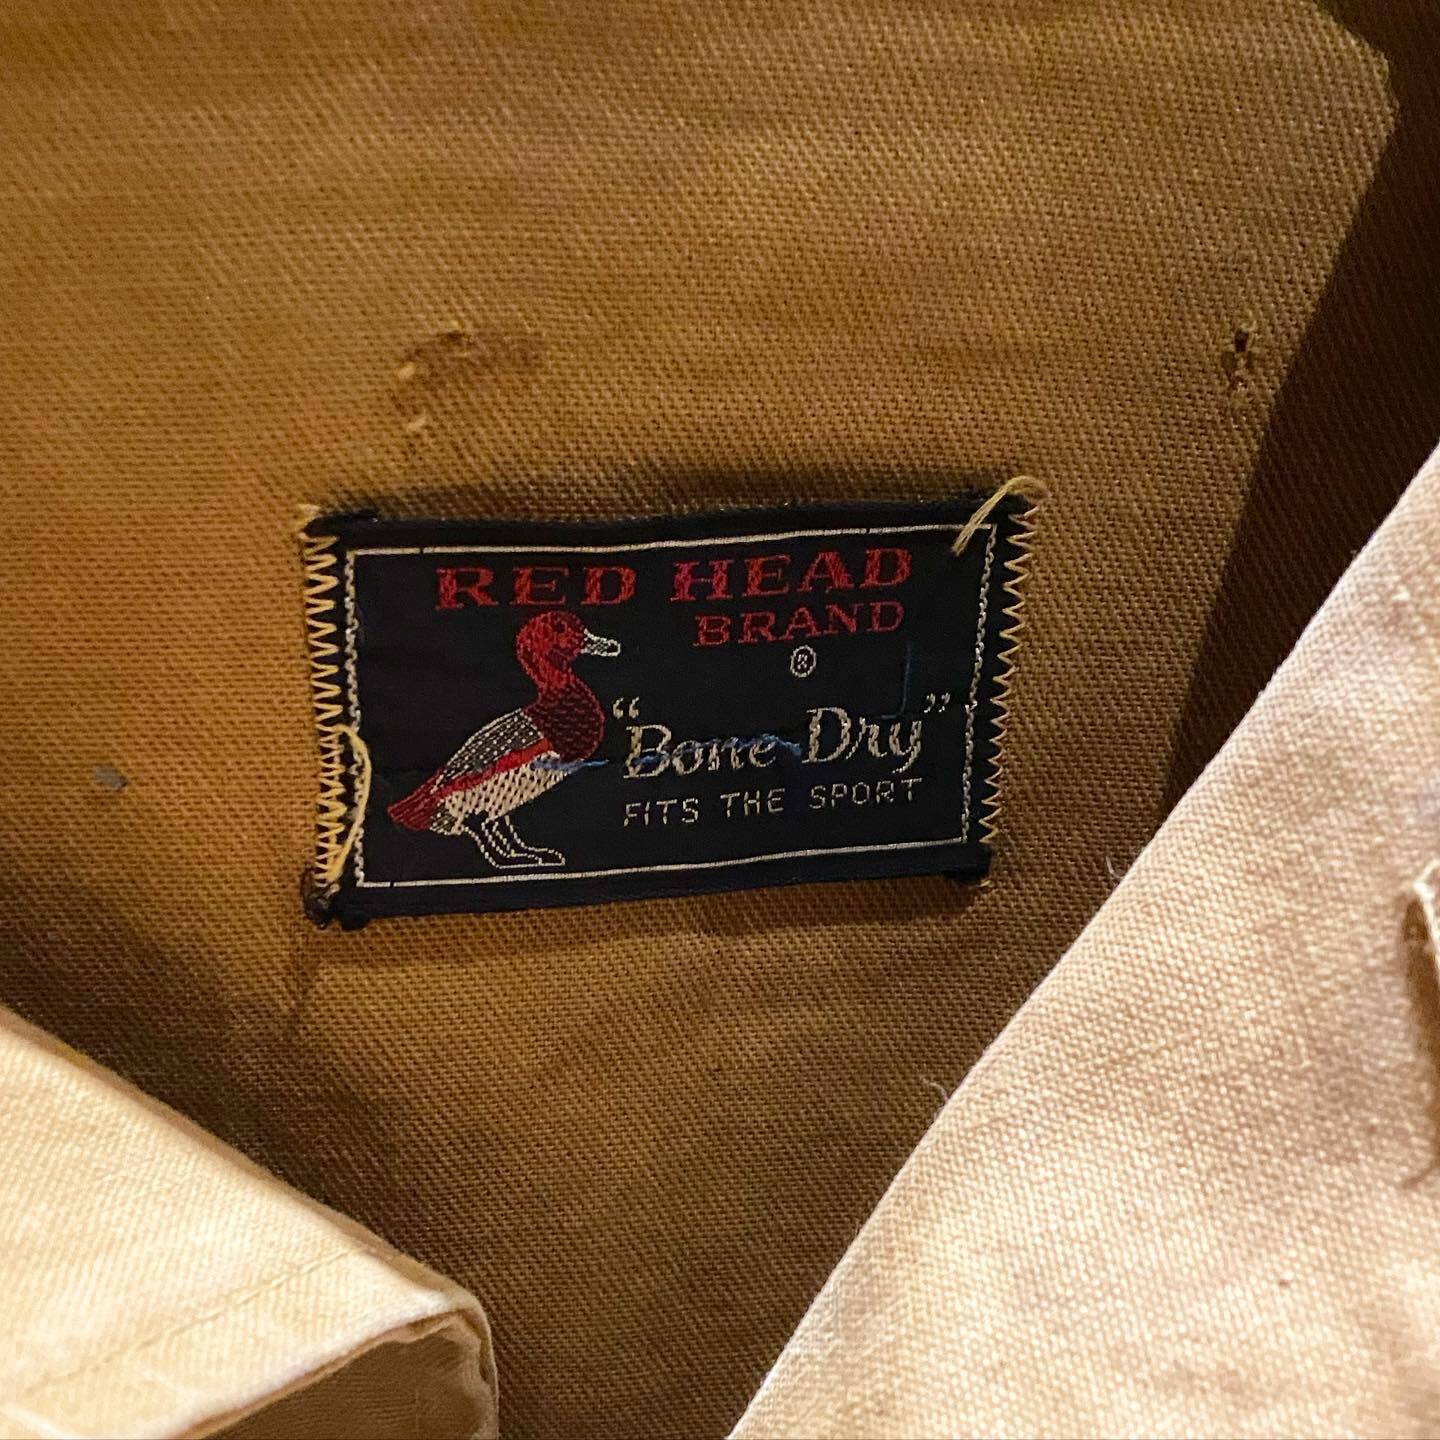 RED HEAD
BRAND
®
“Bone Dry”
FITS THE SPORT